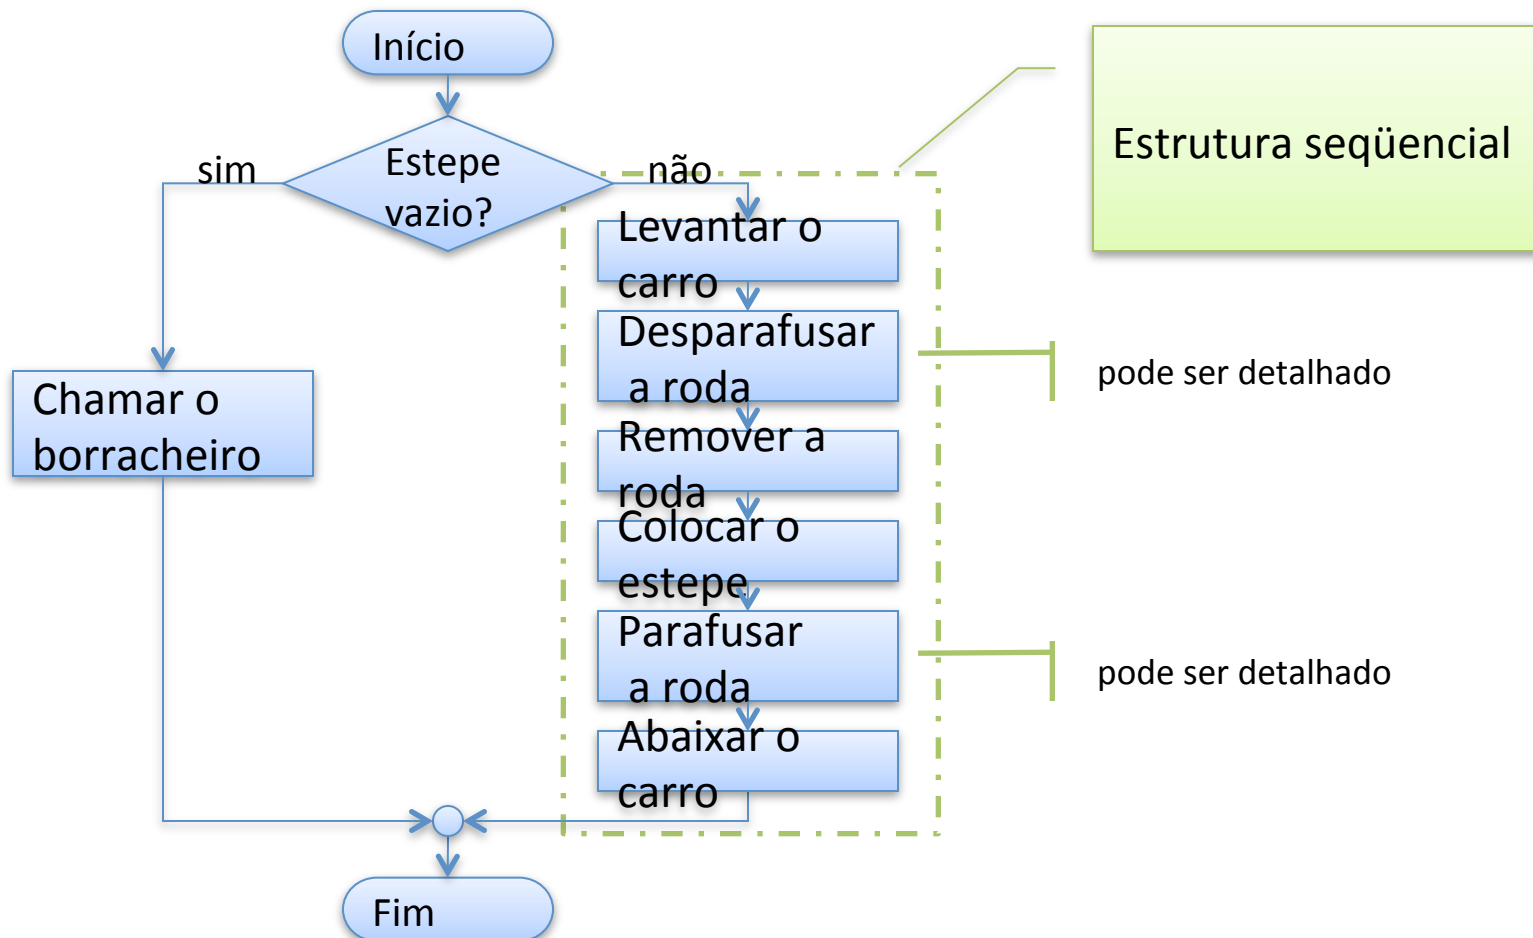 Início
Estepe
vazio?
sim
não
Estrutura seqüencial
Levantar o
carro
Desparafusar
a roda
pode ser detalhado
Chamar o
borracheiro
Remover a
roda
Colocar o
estepe
Parafusar
a roda
pode ser detalhado
Abaixar o
carro
Fim